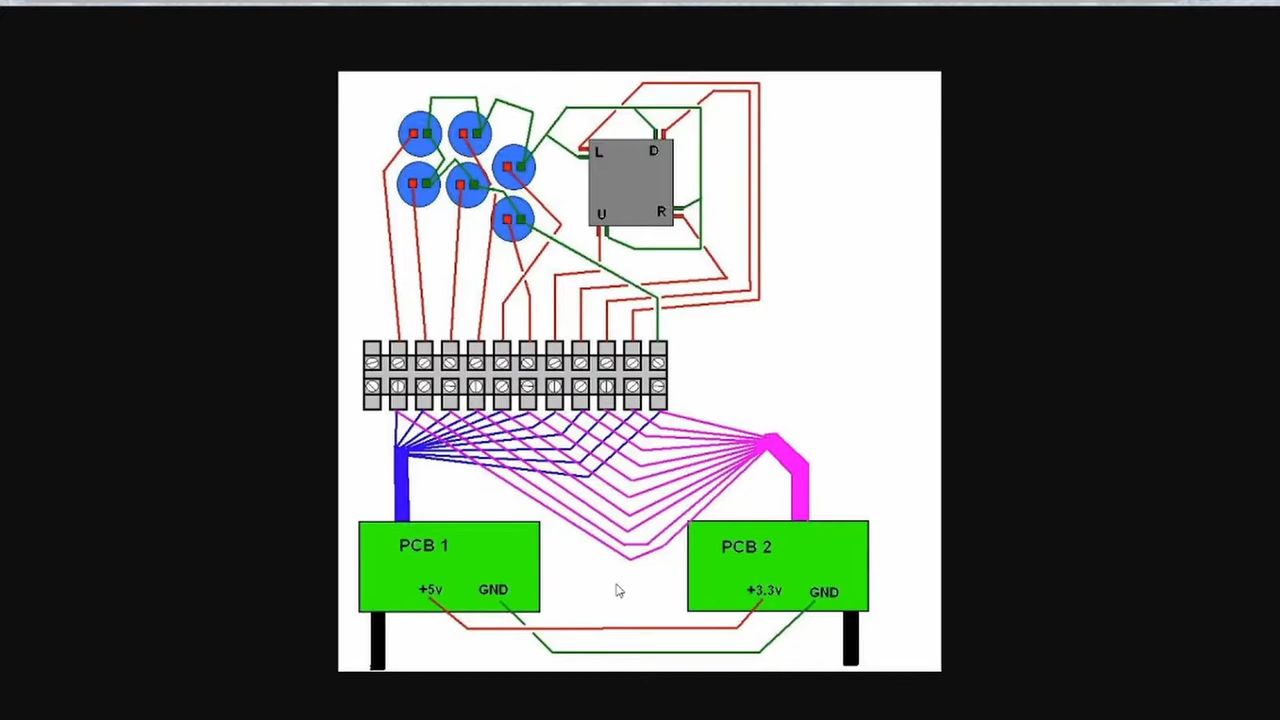 L
D
U
R
PCB 1
+5v
GND
PCB 2
+3.3v
GND